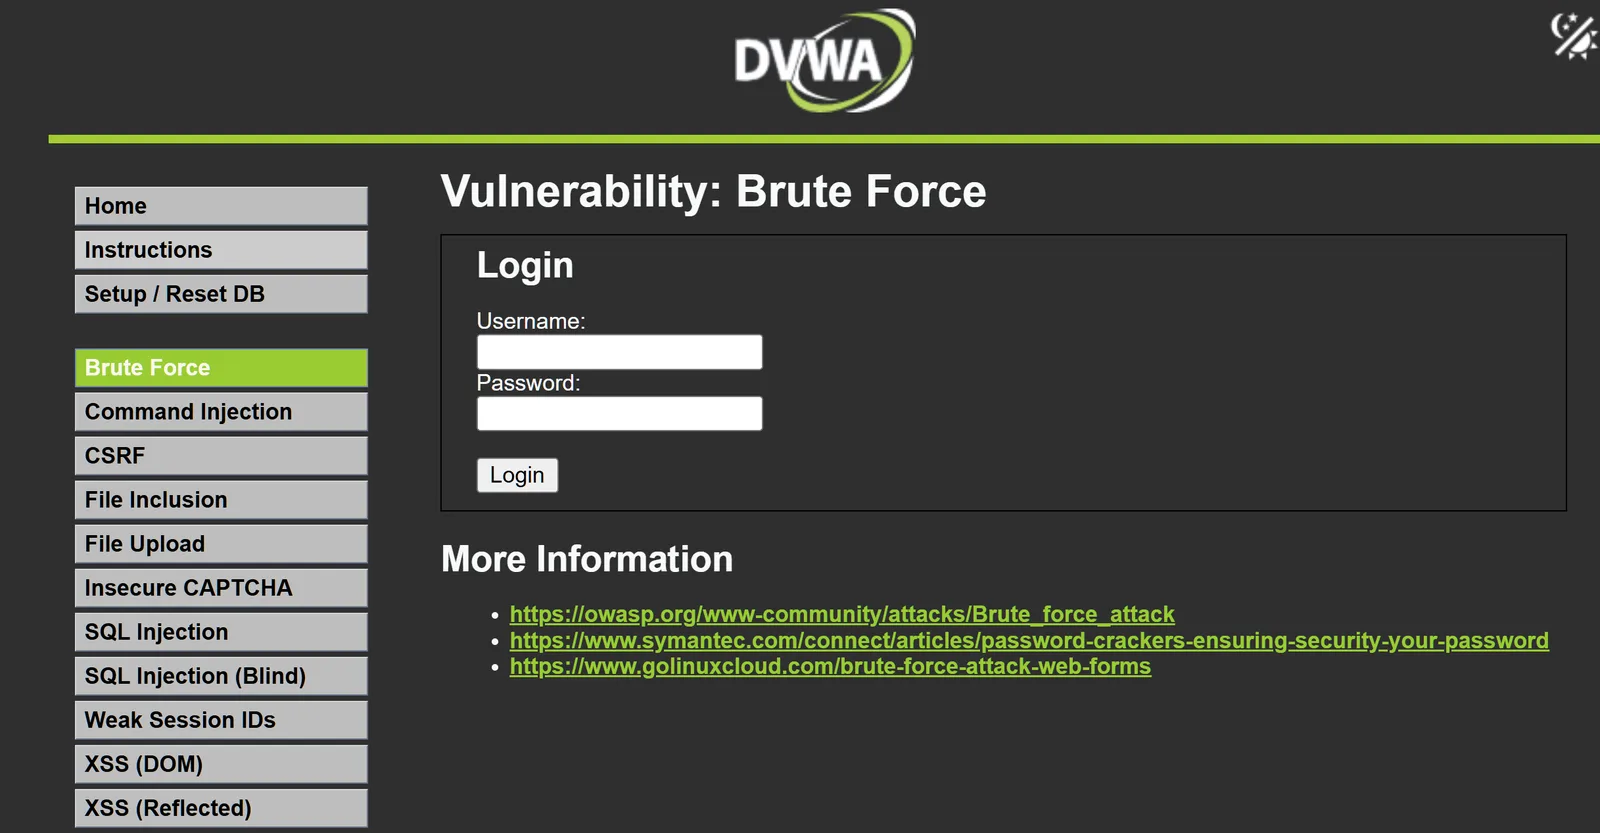 DVWA
Home
Instructions
Setup / Reset DB
Brute Force
Command Injection
CSRF
File Inclusion
File Upload
Insecure CAPTCHA
SQL Injection
SQL Injection (Blind)
Weak Session IDs
XSS (DOM)
XSS (Reflected)
Vulnerability: Brute Force
Login
Username:
Password:
Login
More Information
https://owasp.org/www-community/attacks/Brute_force_attack
https://www.symantec.com/connect/articles/password-crackers-ensuring-security-your-password
https://www.golinuxcloud.com/brute-force-attack-web-forms